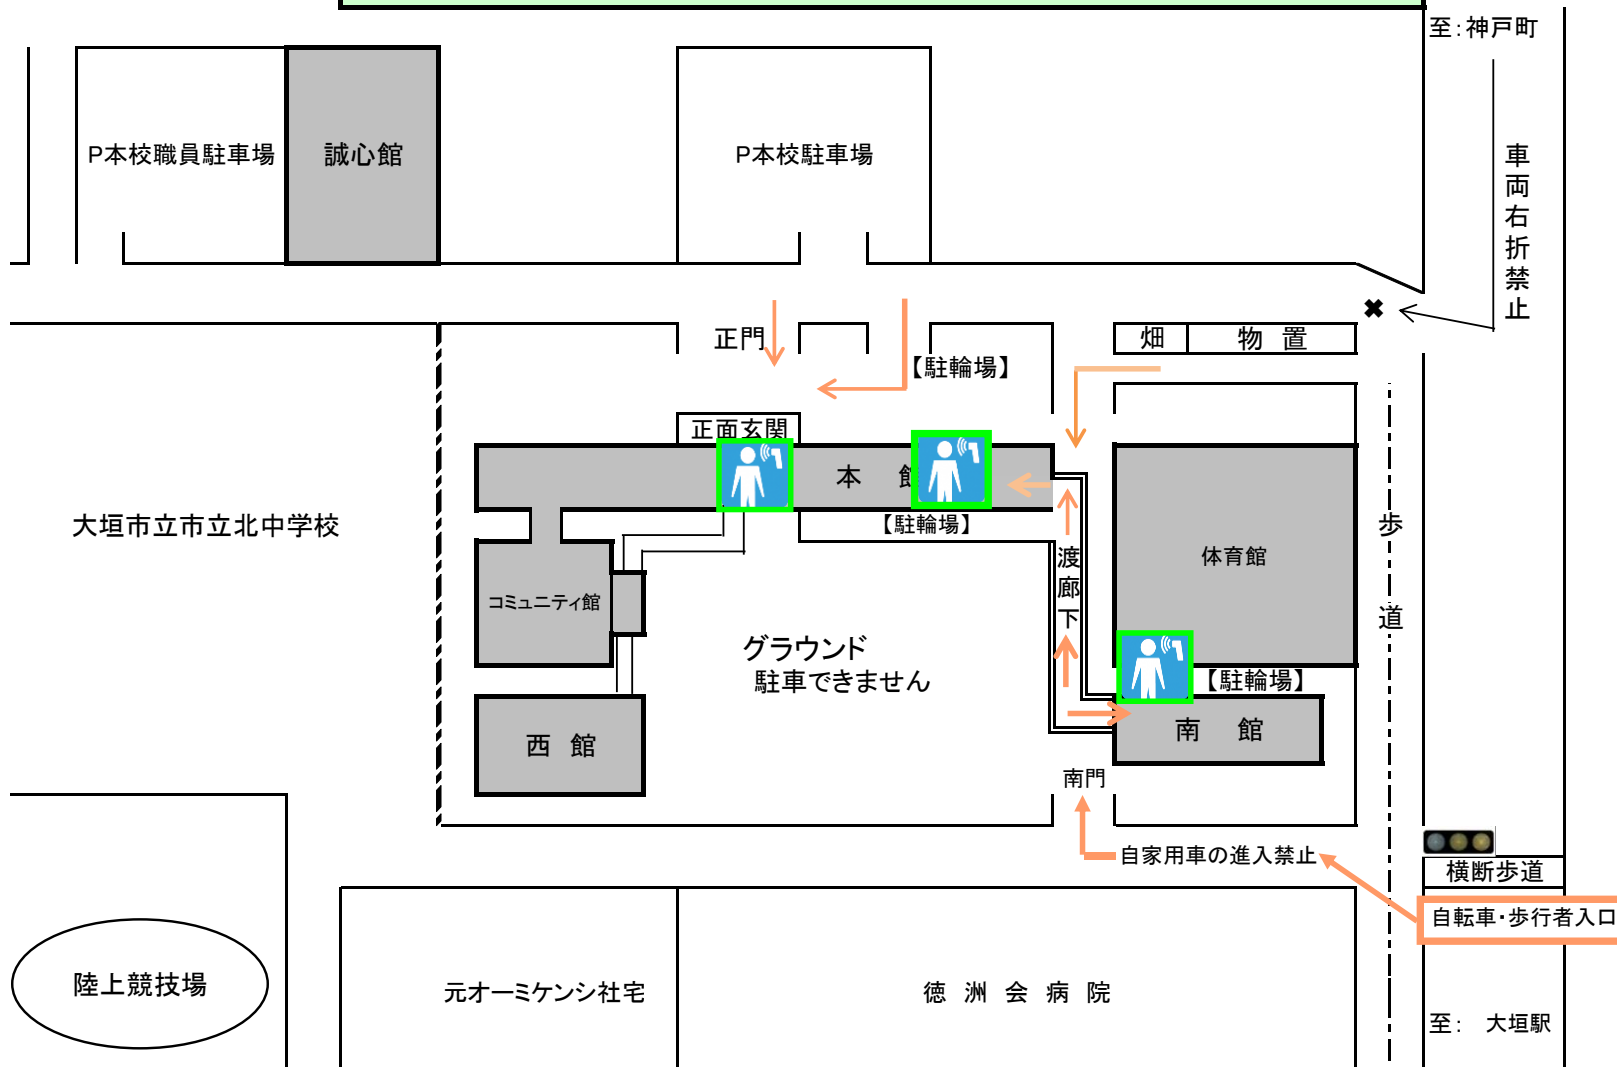 至：神戸町
P本校職員駐車場
誠心館
P本校駐車場
車両右折禁止
正門
【駐輪場】
畑
物 置
正面玄関
本 館
【駐輪場】
大垣市立市立北中学校
渡廊下
体育館
歩 道
コミュニティ館
グラウンド
駐車できません
【駐輪場】
西 館
南 館
南門
自家用車の進入禁止
横断歩道
自転車・歩行者入口
陸上競技場
元オーミケンシ社宅
徳 洲 会 病 院
至： 大垣駅